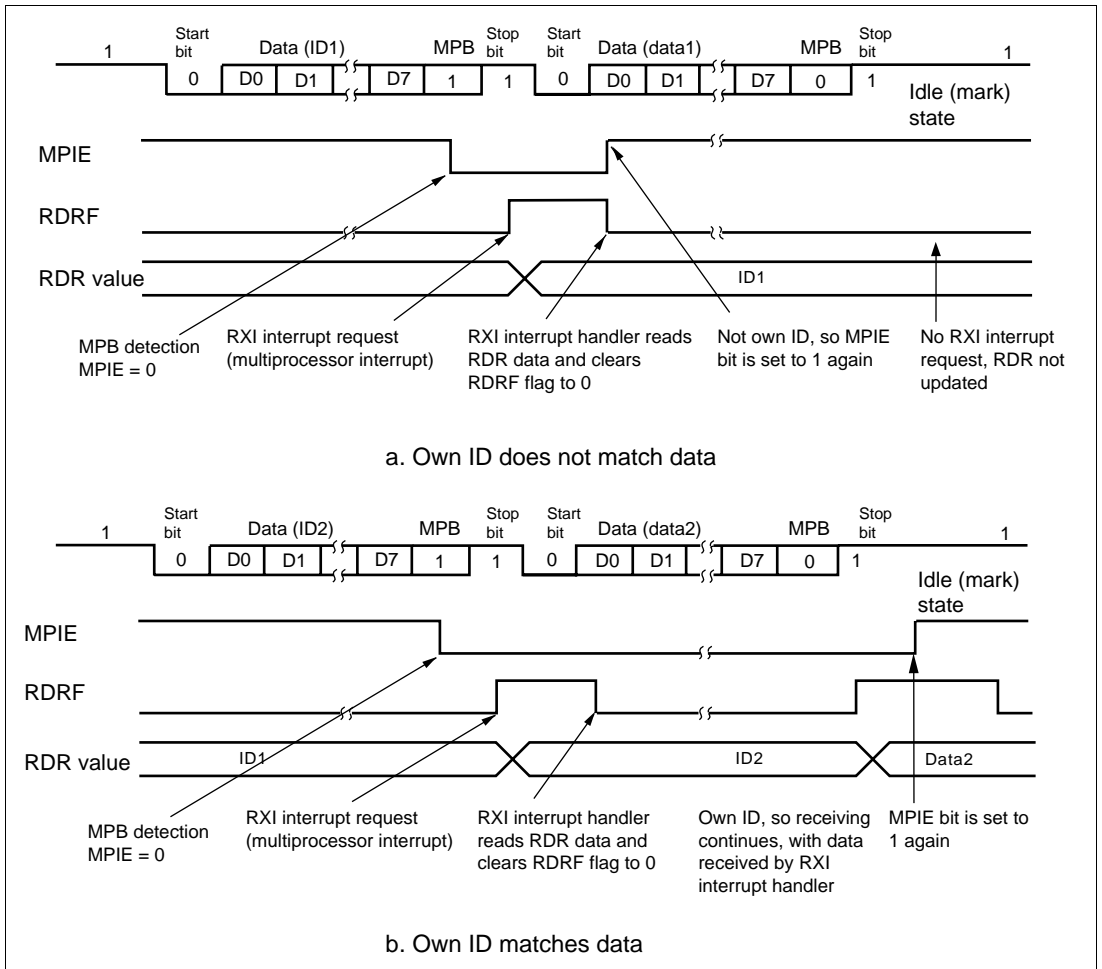 1
Start
bit
Data (ID1)
MPB
Stop
bit
Start
bit
Data (data1)
MPB
Stop
bit
1
0 D0 D1 D7 1 1 0 D0 D1 D7 0 1
Idle (mark)
state
MPIE
RDRF
RDR value
ID1
MPB detection
MPIE = 0
RXI interrupt request
(multiprocessor interrupt)
RXI interrupt handler reads
RDR data and clears
RDRF flag to 0
Not own ID, so MPIE
bit is set to 1 again
No RXI interrupt
request, RDR not
updated
a. Own ID does not match data
1
Start
bit
Data (ID2)
MPB
Stop
bit
Start
bit
Data (data2)
MPB
Stop
bit
1
0 D0 D1 D7 1 1 0 D0 D1 D7 0 1
Idle (mark)
state
MPIE
RDRF
RDR value
ID1
ID2
Data2
MPB detection
MPIE = 0
RXI interrupt request
(multiprocessor interrupt)
RXI interrupt handler
reads RDR data and
clears RDRF flag to 0
Own ID, so receiving
continues, with data
received by RXI
interrupt handler
MPIE bit is set to
1 again
b. Own ID matches data